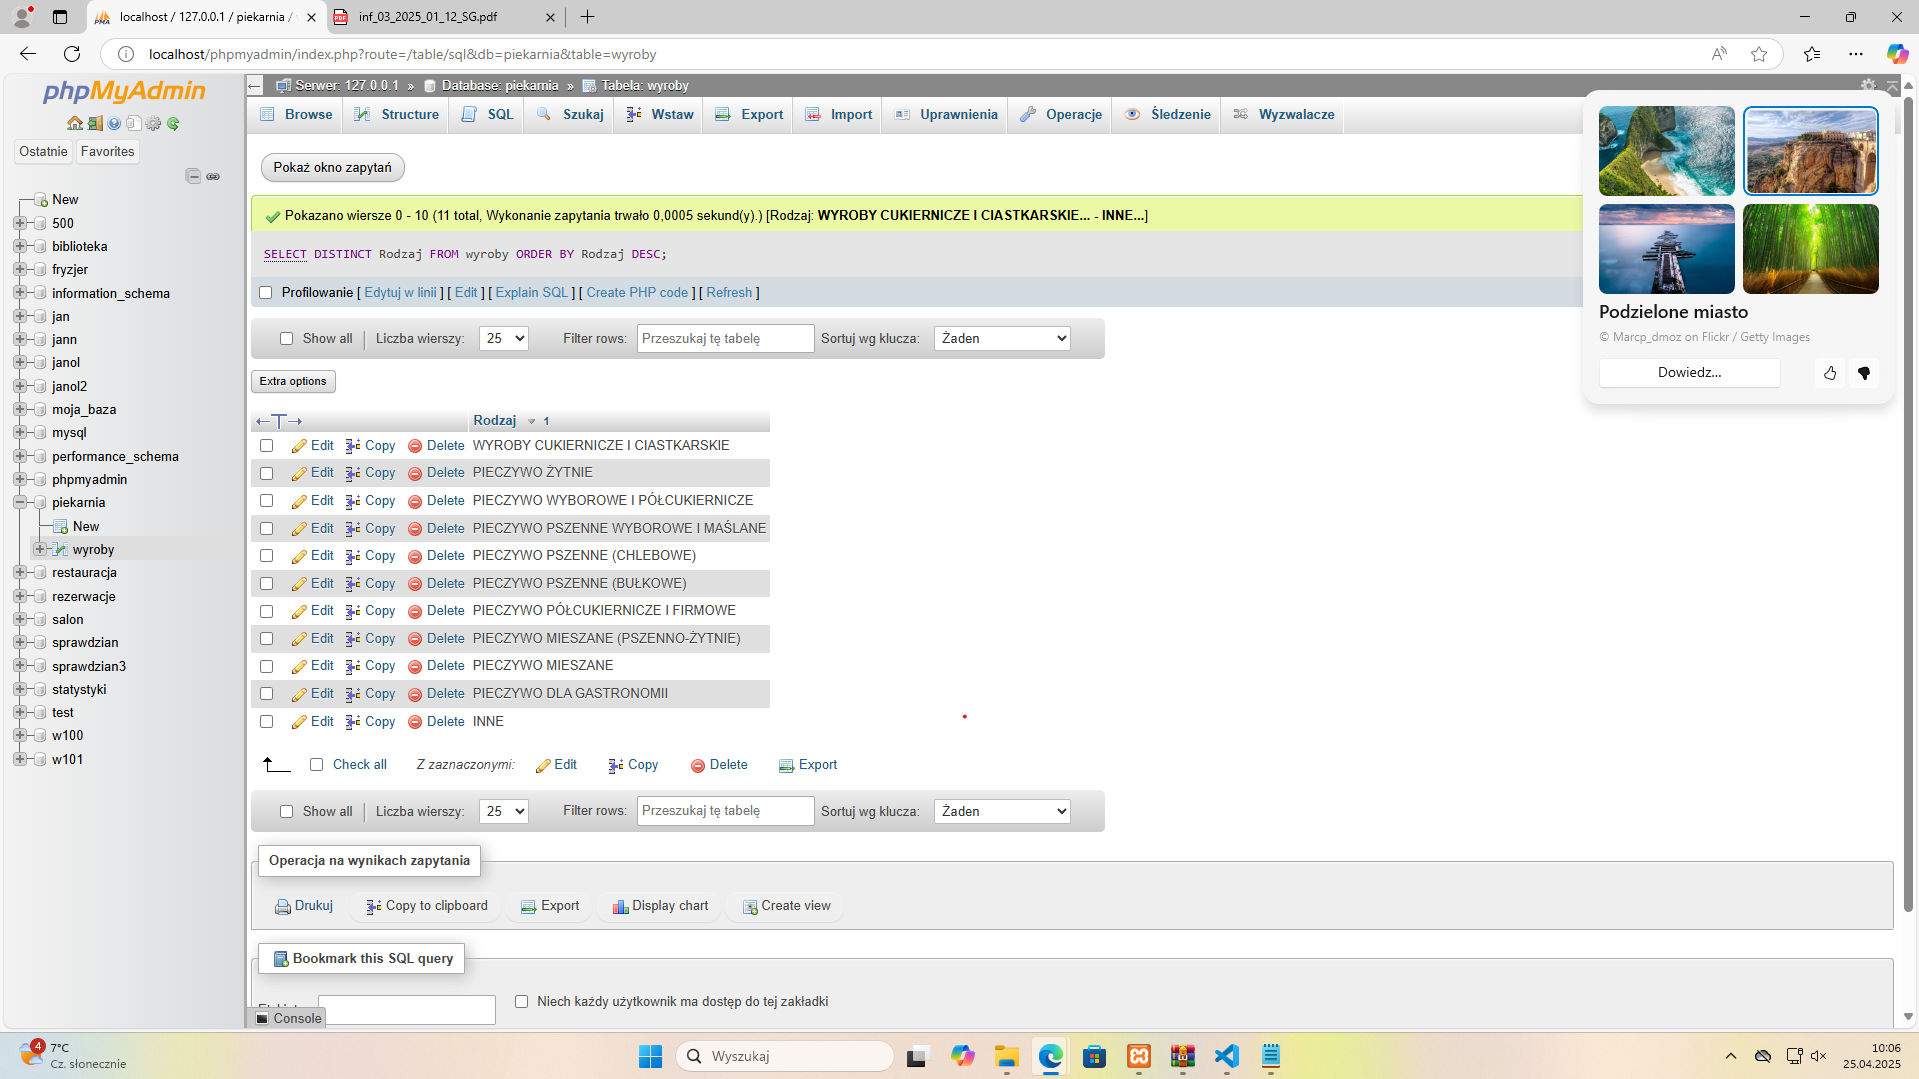 localhost / 127.0.0.1 / piekarnia /
inf_03_2025_01_12_SG.pdf
localhost/phpmyadmin/index.php?route=/table/sql&db=piekarnia&table=wyroby
phpMyAdmin
Ostatnie
Favorites
New
500
biblioteka
fryzjer
information_schema
jan
jann
janol
janol2
moja_baza
mysql
performance_schema
phpmyadmin
piekarnia
New
wyroby
restauracja
rezerwacje
salon
sprawdzian
sprawdzian3
statystyki
test
w100
w101
Serwer: 127.0.0.1 » Database: piekarnia » Tabela: wyroby
Browse Structure SQL Szukaj Wstaw Export Import Uprawnienia Operacje Śledzenie Wyzwalacze
Pokaż okno zapytań
Pokazano wiersze 0 - 10 (11 total, Wykonanie zapytania trwało 0,0005 sekund(y).) [Rodzaj: WYROBY CUKIERNICZE I CIASTKARSKIE... - INNE...]
SELECT DISTINCT Rodzaj FROM wyroby ORDER BY Rodzaj DESC;
Profilowanie [ Edytuj w linii ] [ Edit ] [ Explain SQL ] [ Create PHP code ] [ Refresh ]
Show all Liczba wierszy: 25 Filter rows: Przeszukaj tę tabelę Sortuj wg klucza: Żaden
Extra options
←T→ Rodzaj 1
Edit Copy Delete WYROBY CUKIERNICZE I CIASTKARSKIE
Edit Copy Delete PIECZYWO ŻYTNIE
Edit Copy Delete PIECZYWO WYBOROWE I PÓŁCUKIERNICZE
Edit Copy Delete PIECZYWO PSZENNE WYBOROWE I MAŚLANE
Edit Copy Delete PIECZYWO PSZENNE (CHLEBOWE)
Edit Copy Delete PIECZYWO PSZENNE (BUŁKOWE)
Edit Copy Delete PIECZYWO PÓŁCUKIERNICZE I FIRMOWE
Edit Copy Delete PIECZYWO MIESZANE (PSZENNO-ŻYTNIE)
Edit Copy Delete PIECZYWO MIESZANE
Edit Copy Delete PIECZYWO DLA GASTRONOMII
Edit Copy Delete INNE
Check all Z zaznaczonymi: Edit Copy Delete Export
Show all Liczba wierszy: 25 Filter rows: Przeszukaj tę tabelę Sortuj wg klucza: Żaden
Operacja na wynikach zapytania
Drukuj Copy to clipboard Export Display chart Create view
Bookmark this SQL query
Niech każdy użytkownik ma dostęp do tej zakładki
Console
Podzielone miasto
© Marcp_dmoz on Flickr / Getty Images
Dowiedz...
4
7°C
Cz. słonecznie
Wyszukaj
10:06
25.04.2025